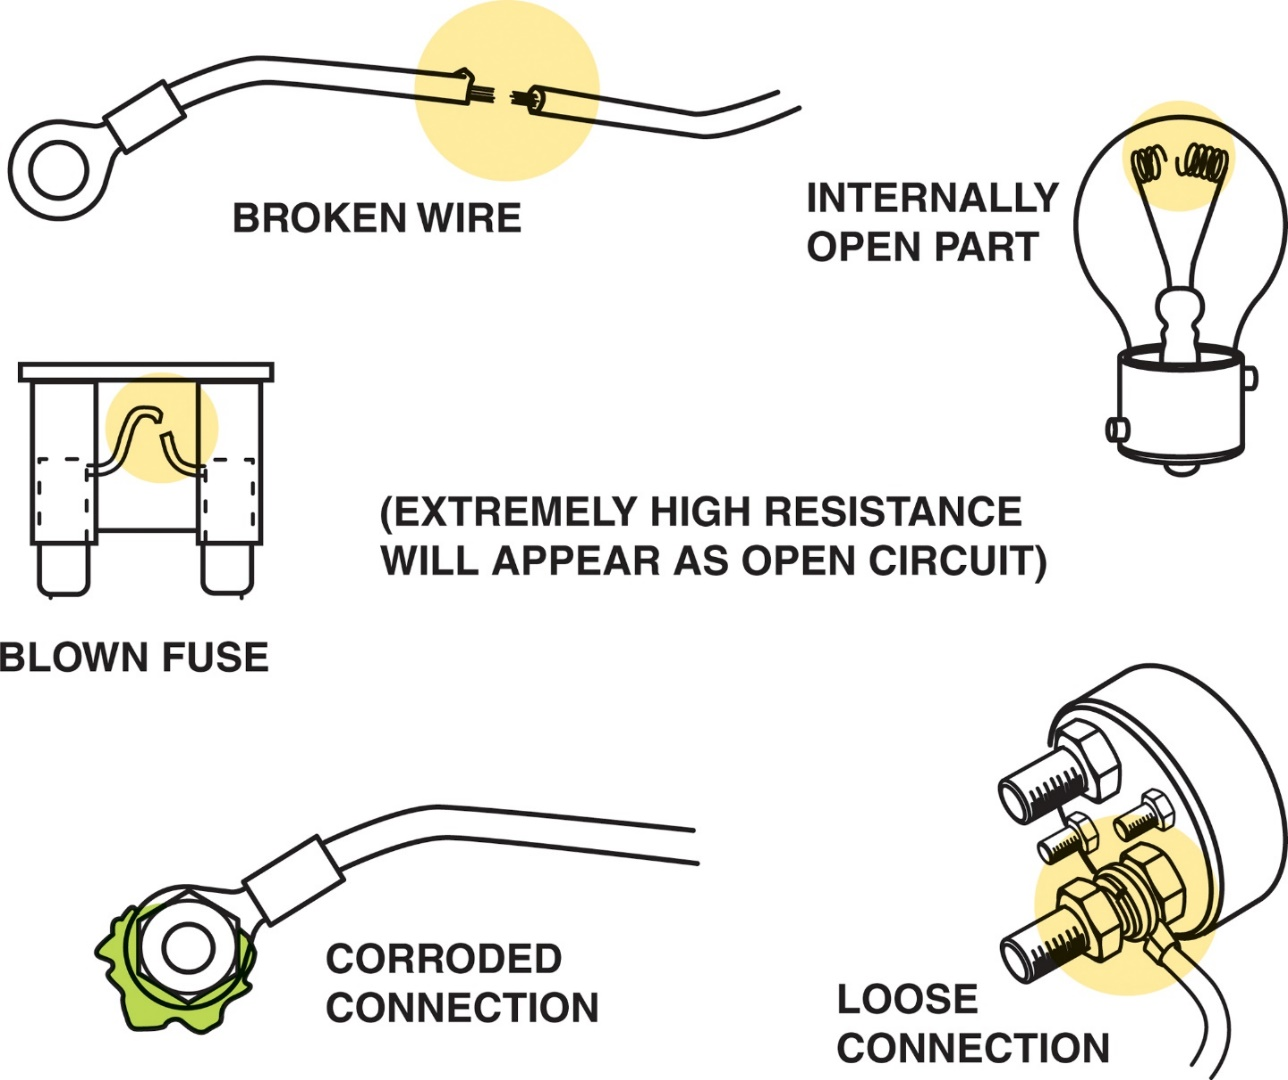 BROKEN WIRE
INTERNALLY
OPEN PART
(EXTREMELY HIGH RESISTANCE
WILL APPEAR AS OPEN CIRCUIT)
BLOWN FUSE
CORRODED
CONNECTION
LOOSE
CONNECTION